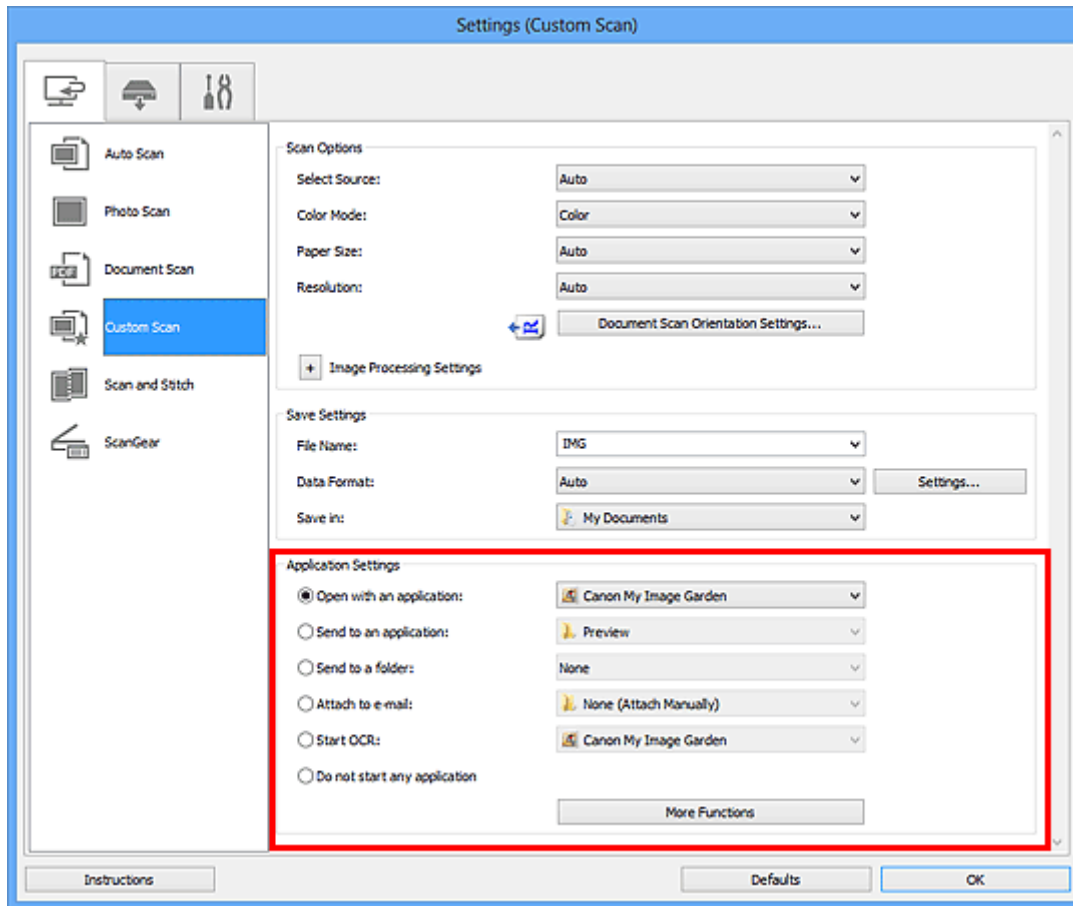 Settings (Custom Scan)
Auto Scan
Photo Scan
PDF
Document Scan
Custom Scan
Scan and Stitch
ScanGear
Scan Options
Select Source: Auto
Color Mode: Color
Paper Size: Auto
Resolution: Auto
R Document Scan Orientation Settings...
+ Image Processing Settings
Save Settings
File Name: IMG
Data Format: Auto Settings...
Save in: My Documents
Application Settings
Open with an application: Canon My Image Garden
Send to an application: Preview
Send to a folder: None
Attach to e-mail: None (Attach Manually)
Start OCR: Canon My Image Garden
Do not start any application
More Functions
Instructions Defaults OK